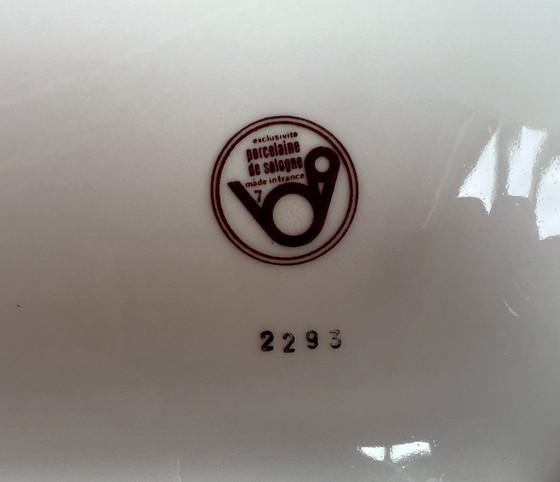 exclusivité
porcelaine
de sologne
made in france
7
2293